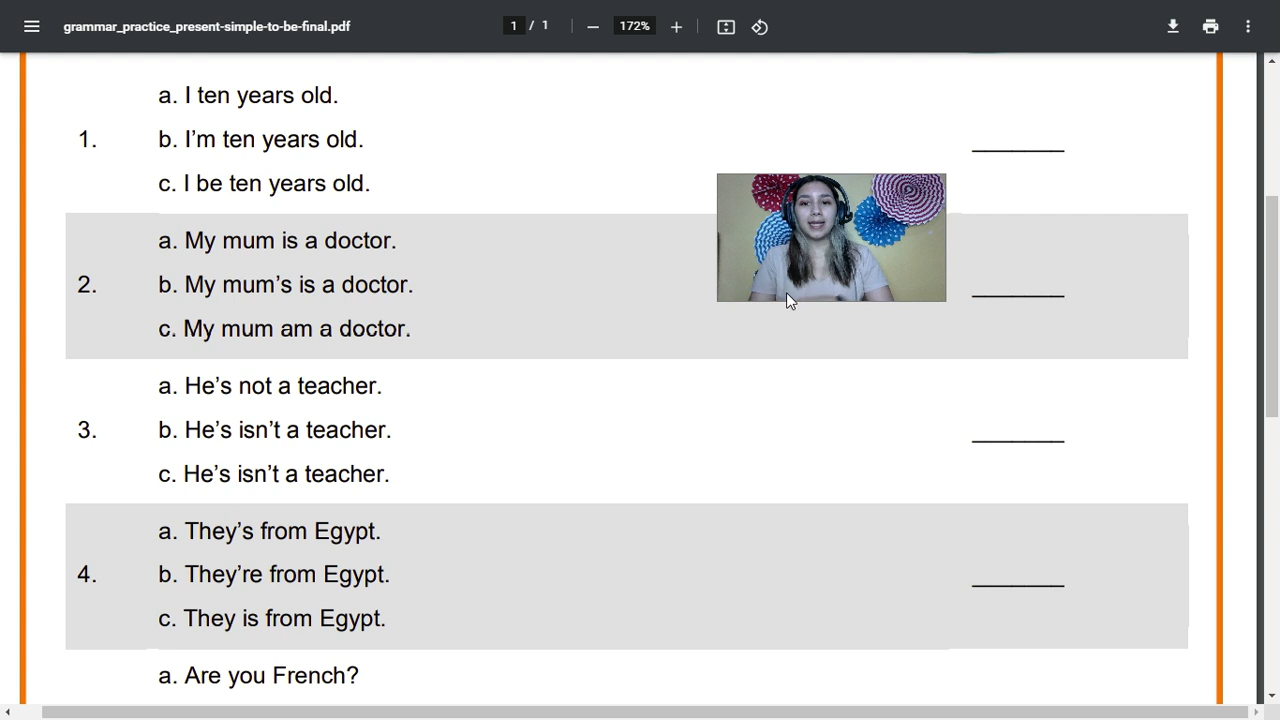 grammar_practice_present-simple-to-be-final.pdf
1 / 1
172%
a. I ten years old.
1.
b. I'm ten years old.
c. I be ten years old.
a. My mum is a doctor.
2.
b. My mum's is a doctor.
c. My mum am a doctor.
a. He's not a teacher.
3.
b. He's isn't a teacher.
c. He's isn't a teacher.
a. They's from Egypt.
4.
b. They're from Egypt.
c. They is from Egypt.
a. Are you French?